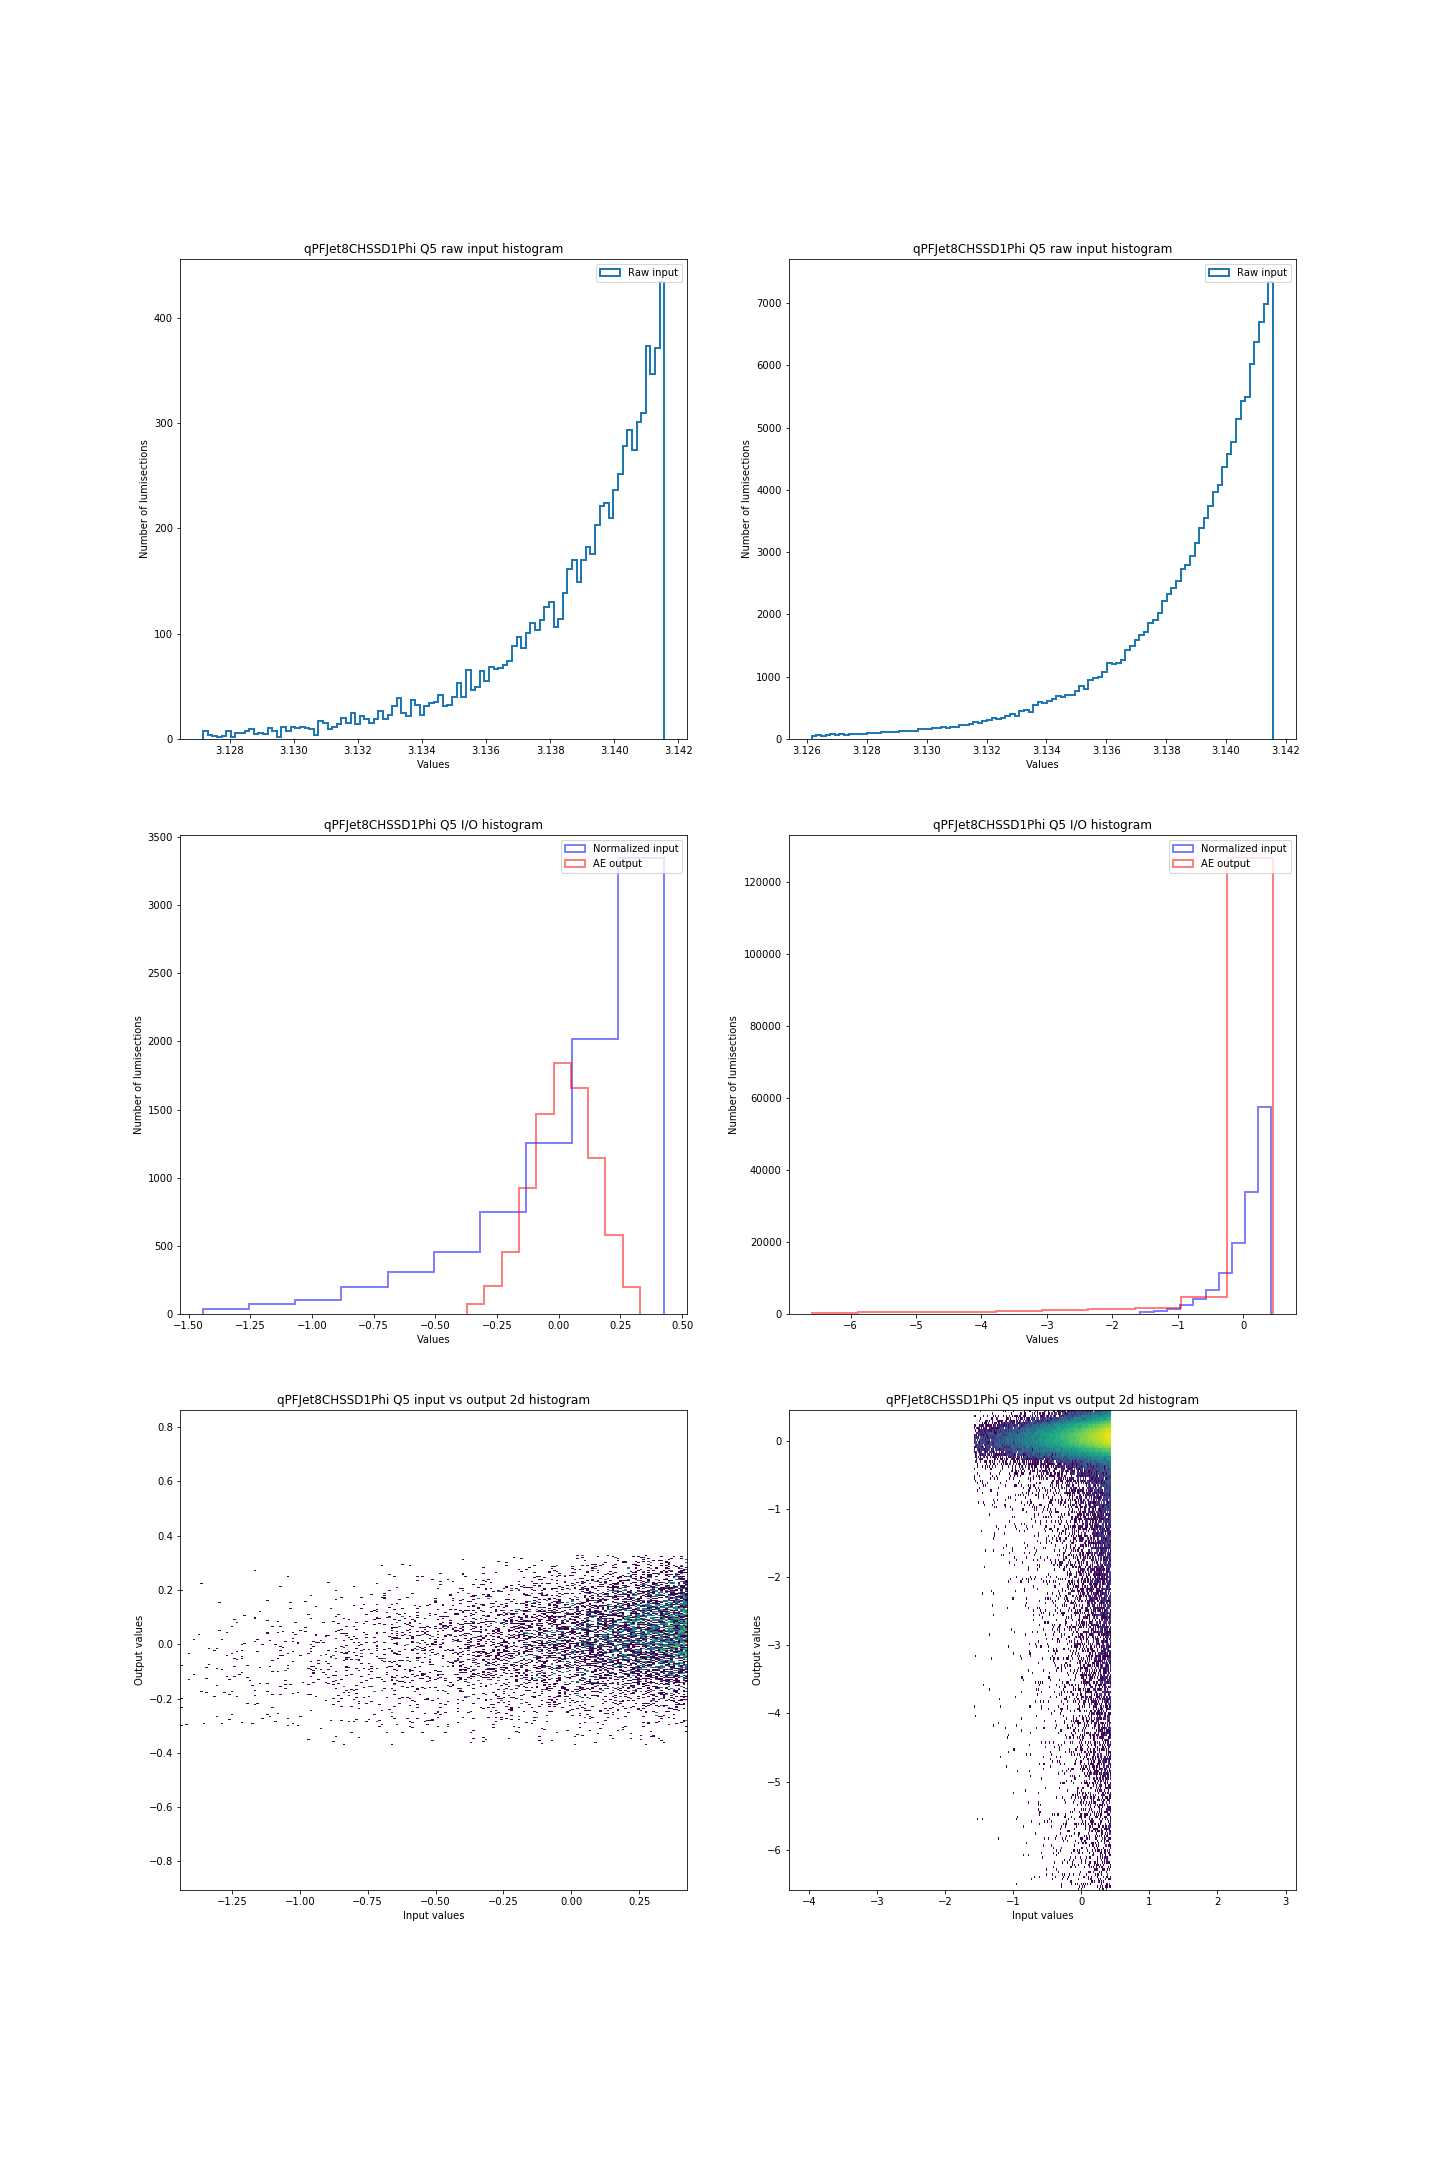 qPFJet8CHSSD1Phi Q5 raw input histogram
Raw input
400
300
200
100
0
Number of lumisections
3.128 3.130 3.132 3.134 3.136 3.138 3.140 3.142
Values
qPFJet8CHSSD1Phi Q5 raw input histogram
Raw input
7000
6000
5000
4000
3000
2000
1000
0
Number of lumisections
3.126 3.128 3.130 3.132 3.134 3.136 3.138 3.140 3.142
Values
qPFJet8CHSSD1Phi Q5 I/O histogram
Normalized input
AE output
3500
3000
2500
2000
1500
1000
500
0
Number of lumisections
−1.50 −1.25 −1.00 −0.75 −0.50 −0.25 0.00 0.25 0.50
Values
qPFJet8CHSSD1Phi Q5 I/O histogram
Normalized input
AE output
120000
100000
80000
60000
40000
20000
0
Number of lumisections
−6 −5 −4 −3 −2 −1 0
Values
qPFJet8CHSSD1Phi Q5 input vs output 2d histogram
0.8
0.6
0.4
0.2
0.0
−0.2
−0.4
−0.6
−0.8
Output values
−1.25 −1.00 −0.75 −0.50 −0.25 0.00 0.25
Input values
qPFJet8CHSSD1Phi Q5 input vs output 2d histogram
0
−1
−2
−3
−4
−5
−6
Output values
−4 −3 −2 −1 0 1 2 3
Input values